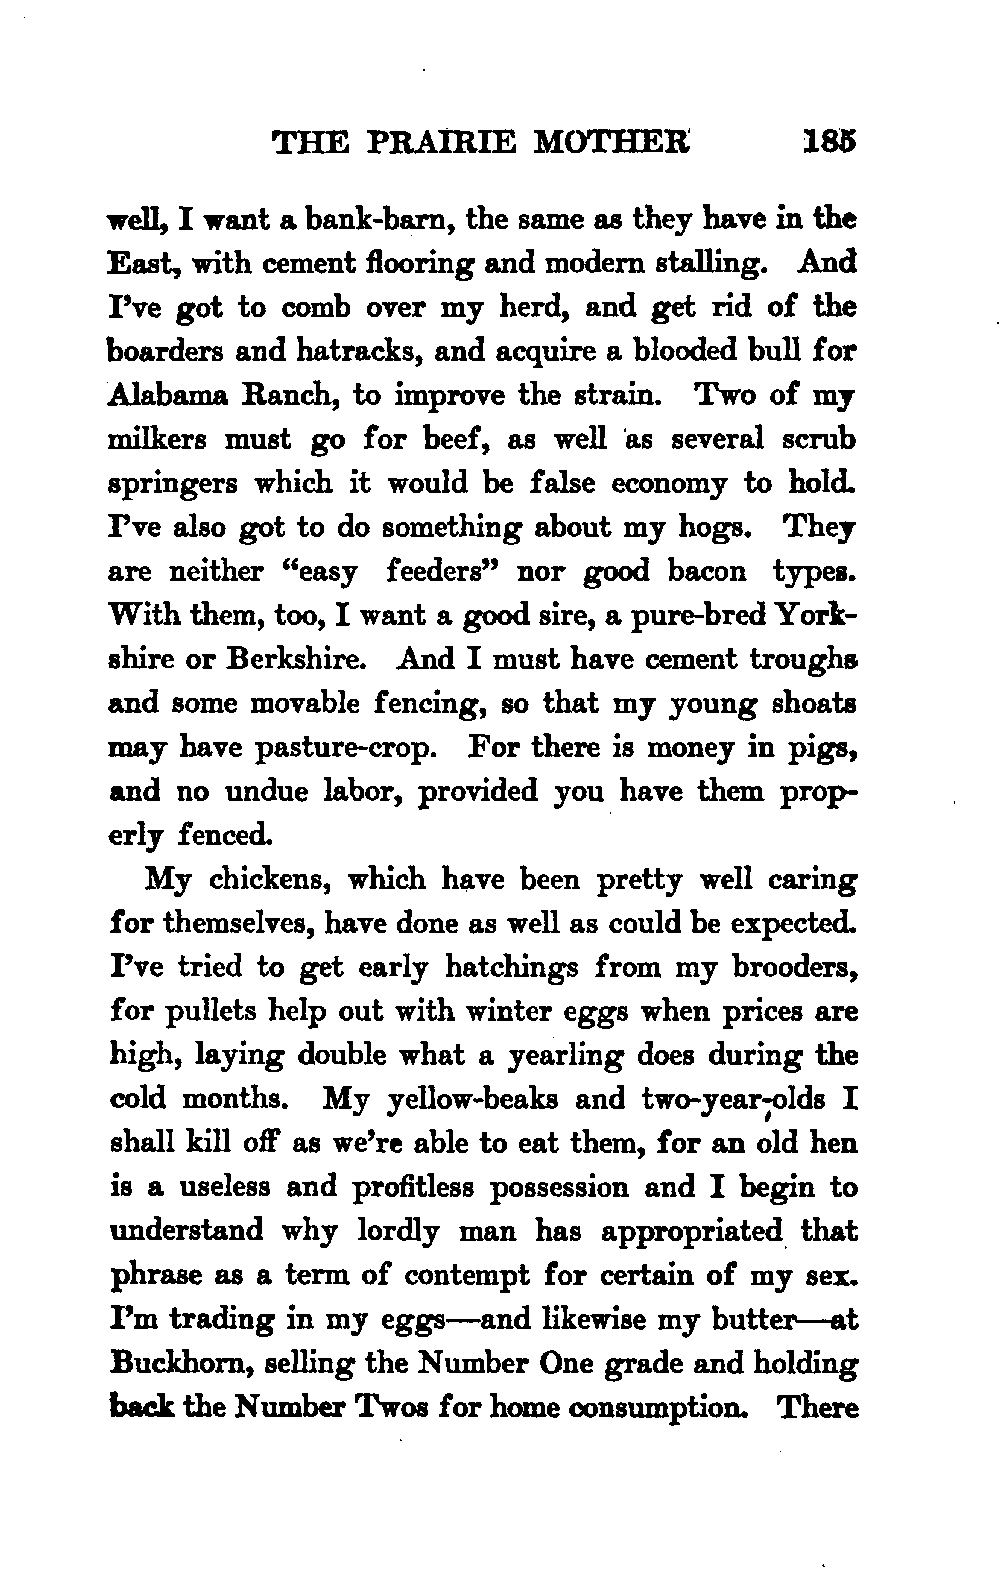 THE PRAIRIE MOTHER 185
well, I want a bank-barn, the same as they have in the
East, with cement flooring and modern stalling. And
I've got to comb over my herd, and get rid of the
boarders and hatracks, and acquire a blooded bull for
Alabama Ranch, to improve the strain. Two of my
milkers must go for beef, as well as several scrub
springers which it would be false economy to hold.
I've also got to do something about my hogs. They
are neither “easy feeders” nor good bacon types.
With them, too, I want a good sire, a pure-bred York-
shire or Berkshire. And I must have cement troughs
and some movable fencing, so that my young shoats
may have pasture-crop. For there is money in pigs,
and no undue labor, provided you have them prop-
erly fenced.
My chickens, which have been pretty well caring
for themselves, have done as well as could be expected.
I've tried to get early hatchings from my brooders,
for pullets help out with winter eggs when prices are
high, laying double what a yearling does during the
cold months. My yellow-beaks and two-year-olds I
shall kill off as we're able to eat them, for an old hen
is a useless and profitless possession and I begin to
understand why lordly man has appropriated that
phrase as a term of contempt for certain of my sex.
I'm trading in my eggs—and likewise my butter—at
Buckhorn, selling the Number One grade and holding
back the Number Twos for home consumption. There